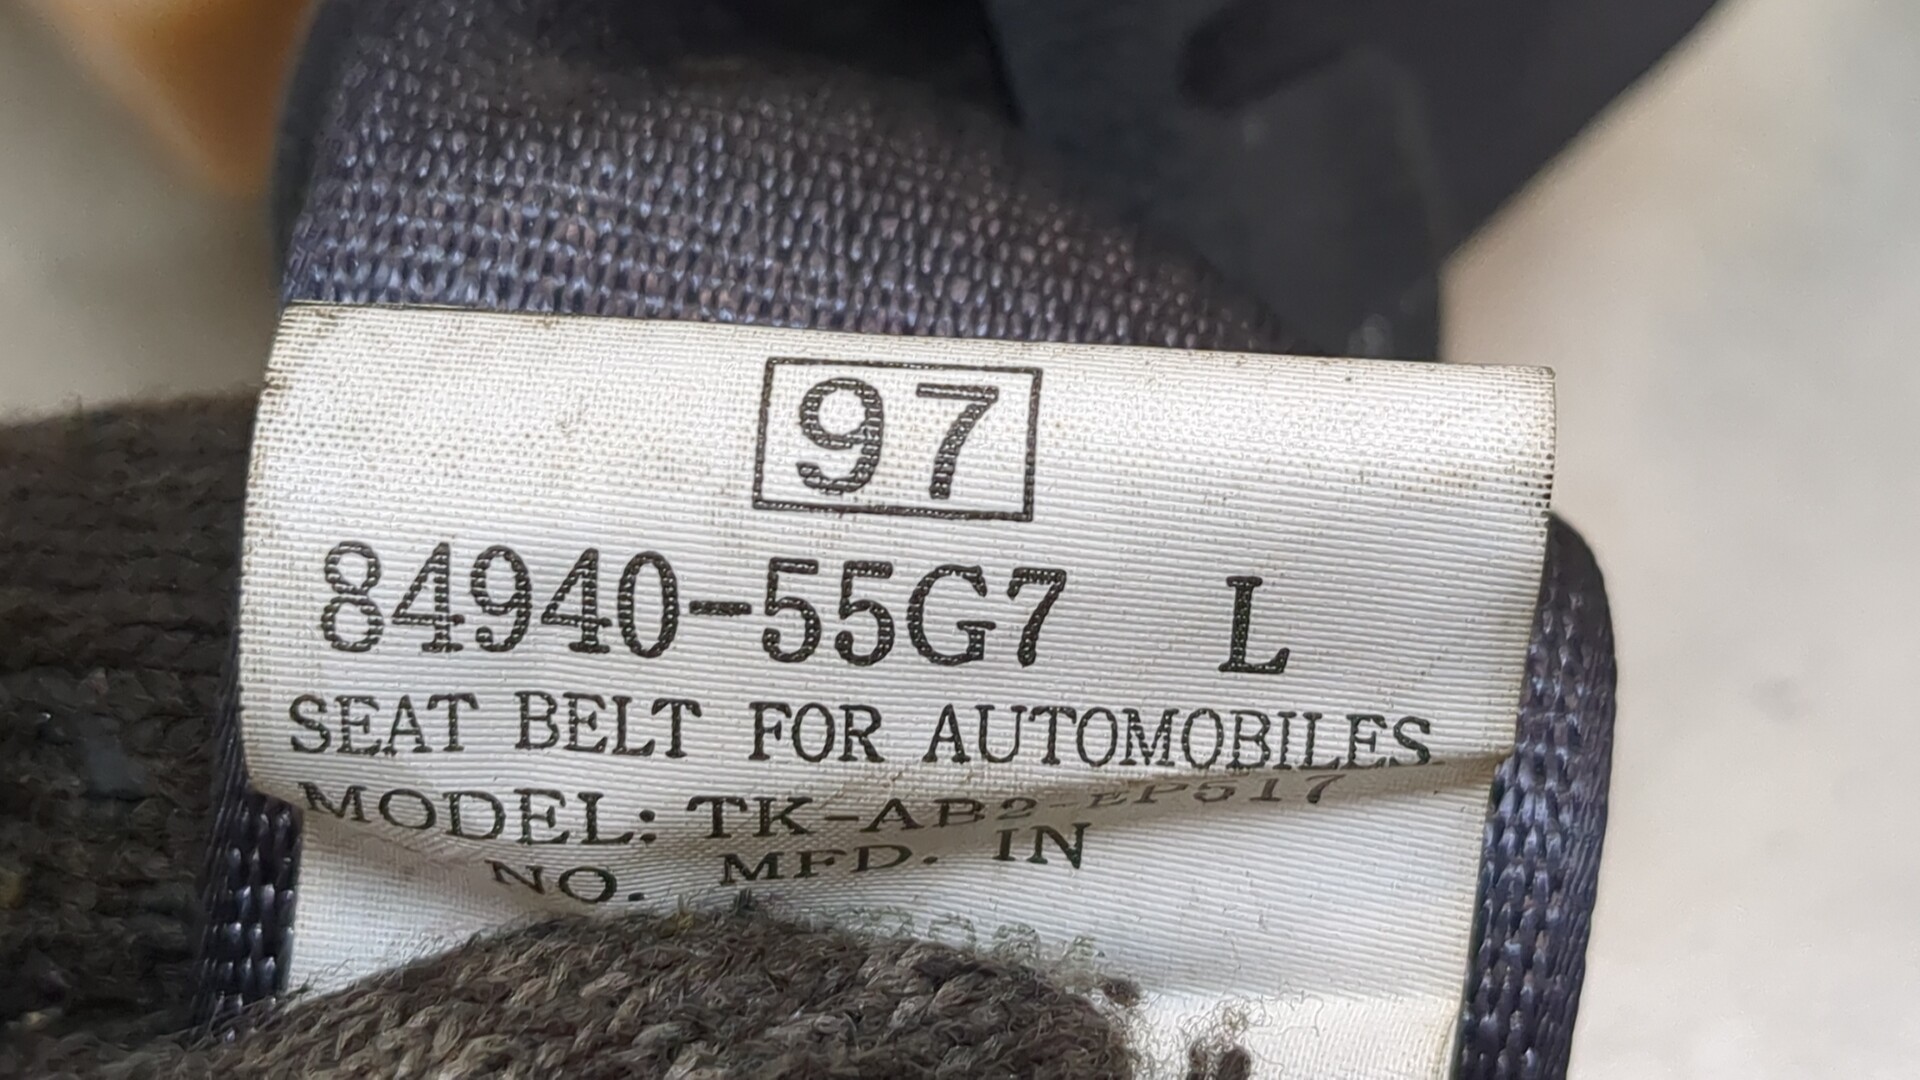 97
84940-55G7 L
SEAT BELT FOR AUTOMOBILES
MODEL: TK-AB2-EP517
NO. MFD. IN